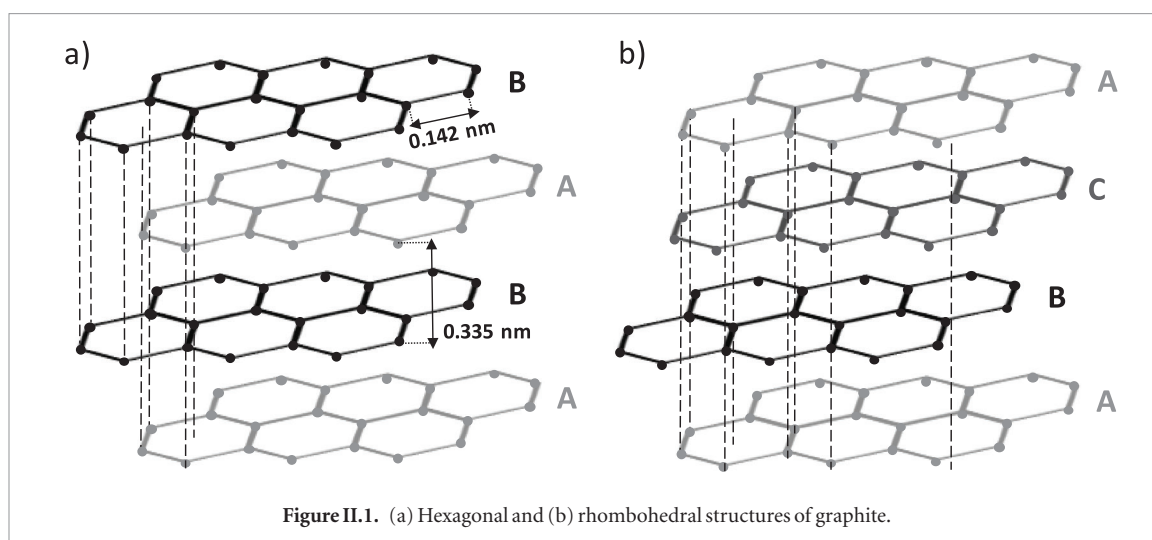 a)
B
0.142 nm
A
B
0.335 nm
A
b)
A
C
B
A
Figure II.1. (a) Hexagonal and (b) rhombohedral structures of graphite.